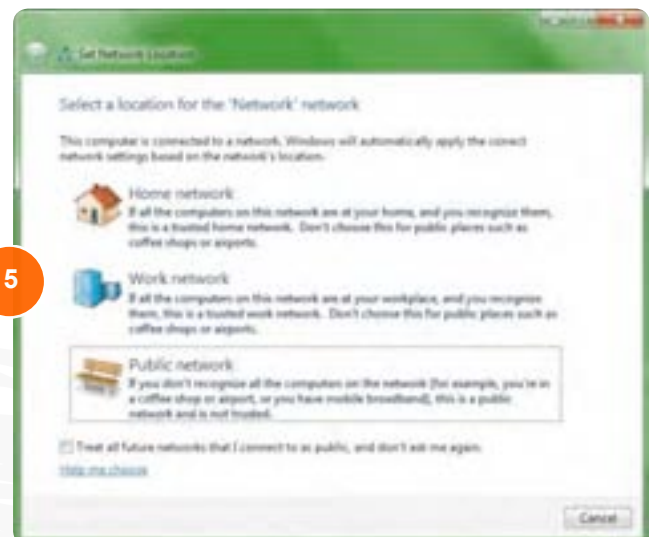 Set Network Location
Select a location for the 'Network' network
This computer is connected to a network. Windows will automatically apply the correct
network settings based on the network's location.
Home network
If all the computers on this network are at your home, and you recognize them,
this is a trusted home network. Don't choose this for public places such as
coffee shops or airports.
5
Work network
If all the computers on this network are at your workplace, and you recognize
them, this is a trusted work network. Don't choose this for public places such as
coffee shops or airports.
Public network
If you don't recognize all the computers on the network (for example, you're in
a coffee shop or airport, or you have mobile broadband), this is a public
network and is not trusted.
Treat all future networks that I connect to as public, and don't ask me again.
Help me choose
Cancel